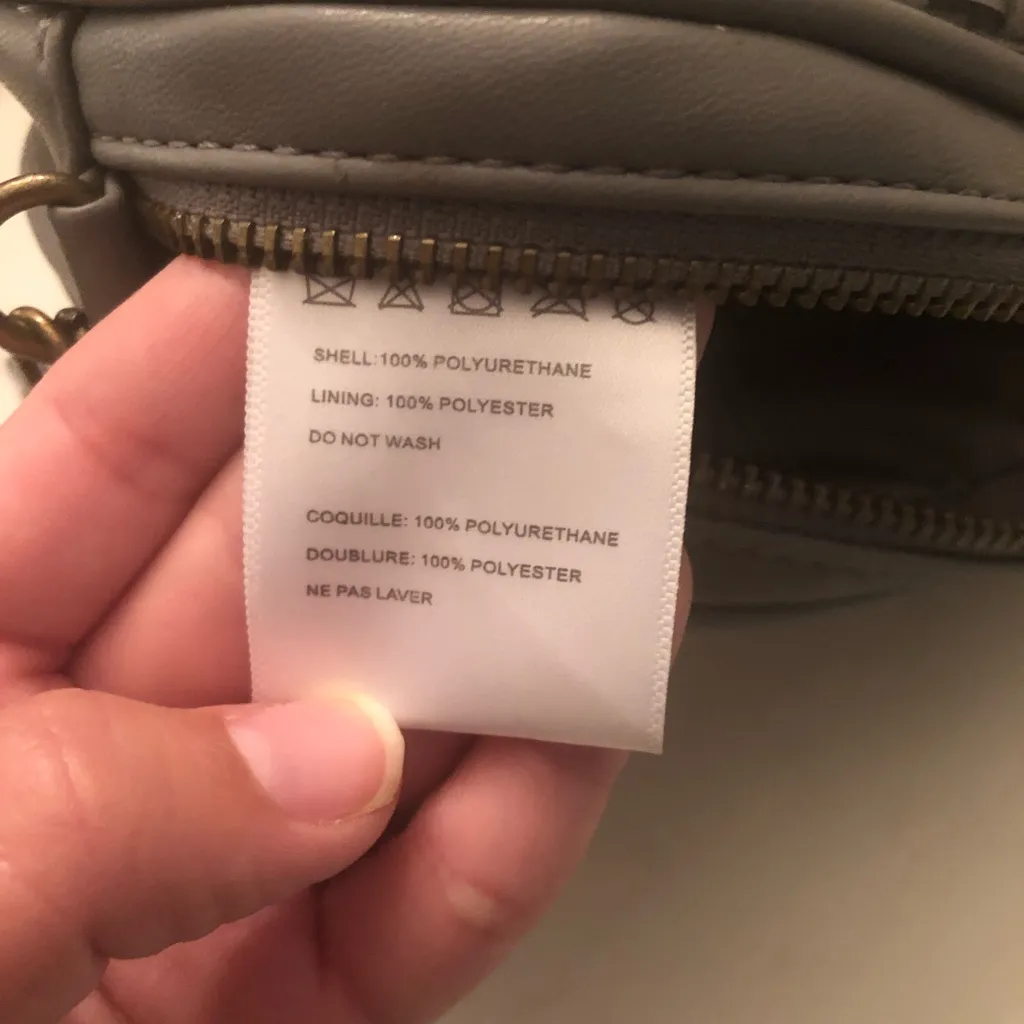 SHELL:100% POLYURETHANE
LINING: 100% POLYESTER
DO NOT WASH
COQUILLE: 100% POLYURETHANE
DOUBLURE: 100% POLYESTER
NE PAS LAVER